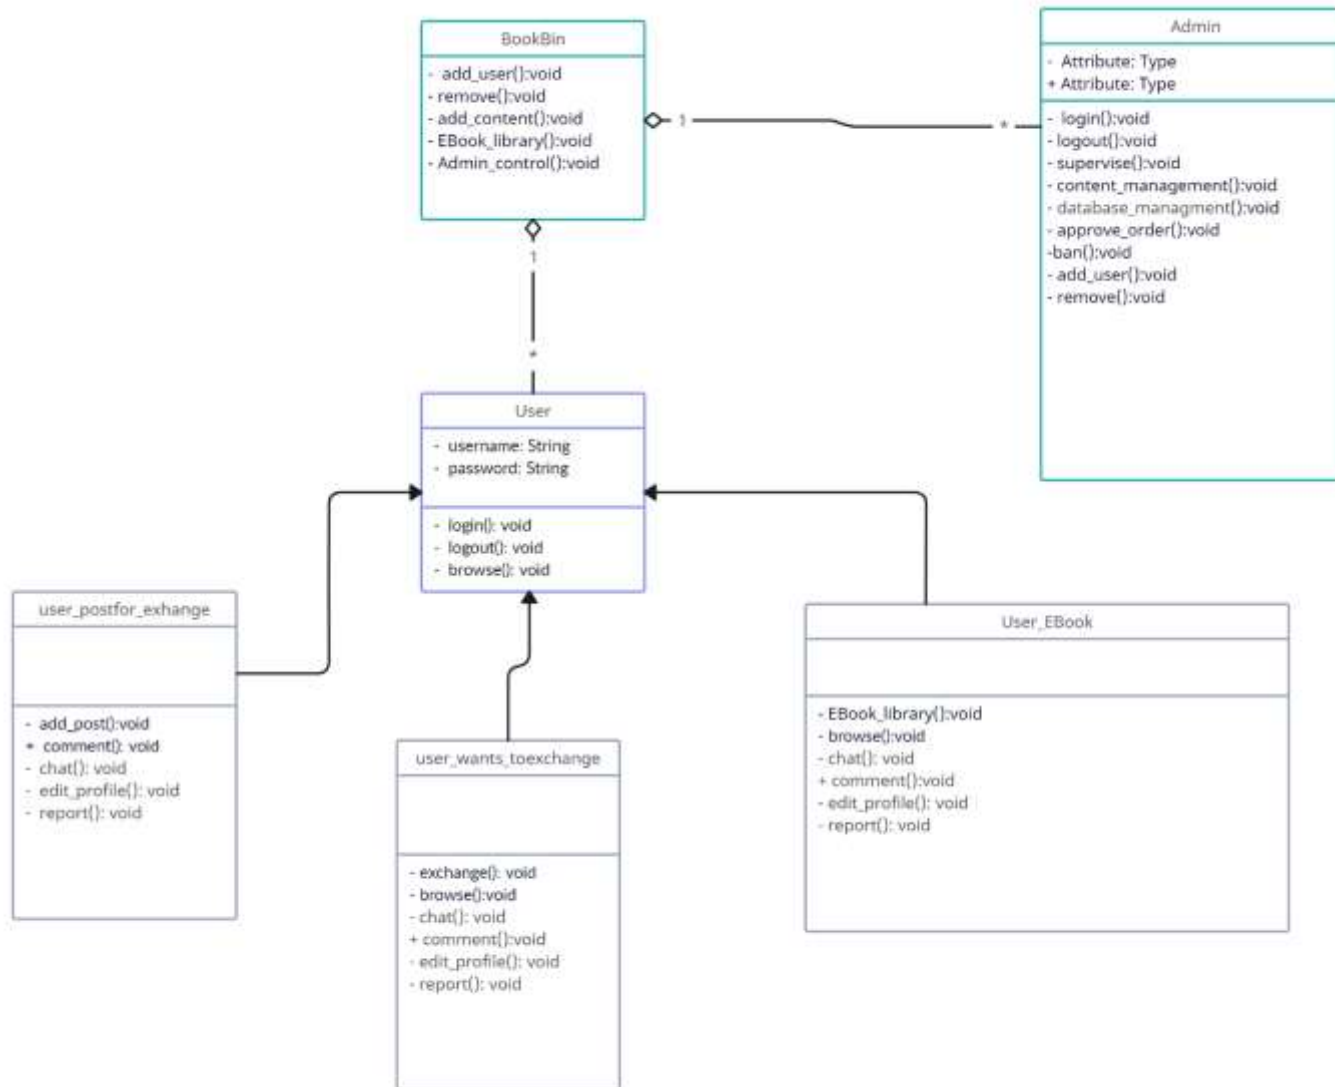 BookBin
- add_user():void
- remove():void
- add_content():void
- EBook_library():void
- Admin_control():void
1
*
Admin
- Attribute: Type
+ Attribute: Type
- login():void
- logout():void
- supervise():void
- content_management():void
- database_managment():void
- approve_order():void
-ban():void
- add_user():void
- remove():void
1
*
User
- username: String
- password: String
- login(): void
- logout(): void
- browse(): void
user_postfor_exhange
- add_post():void
+ comment(): void
- chat(): void
- edit_profile(): void
- report(): void
user_wants_toexchange
- exchange(): void
- browse():void
- chat(): void
+ comment():void
- edit_profile(): void
- report(): void
User_EBook
- EBook_library():void
- browse():void
- chat(): void
+ comment():void
- edit_profile(): void
- report(): void